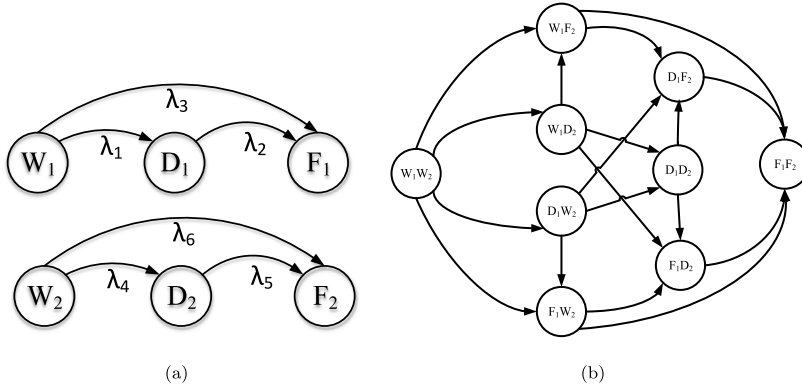 λ₃
λ₁
λ₂
W₁
D₁
F₁
λ₆
λ₄
λ₅
W₂
D₂
F₂
(a)
W₁F₂
D₁F₂
W₁D₂
W₁W₂
D₁D₂
F₁F₂
D₁W₂
F₁D₂
F₁W₂
(b)